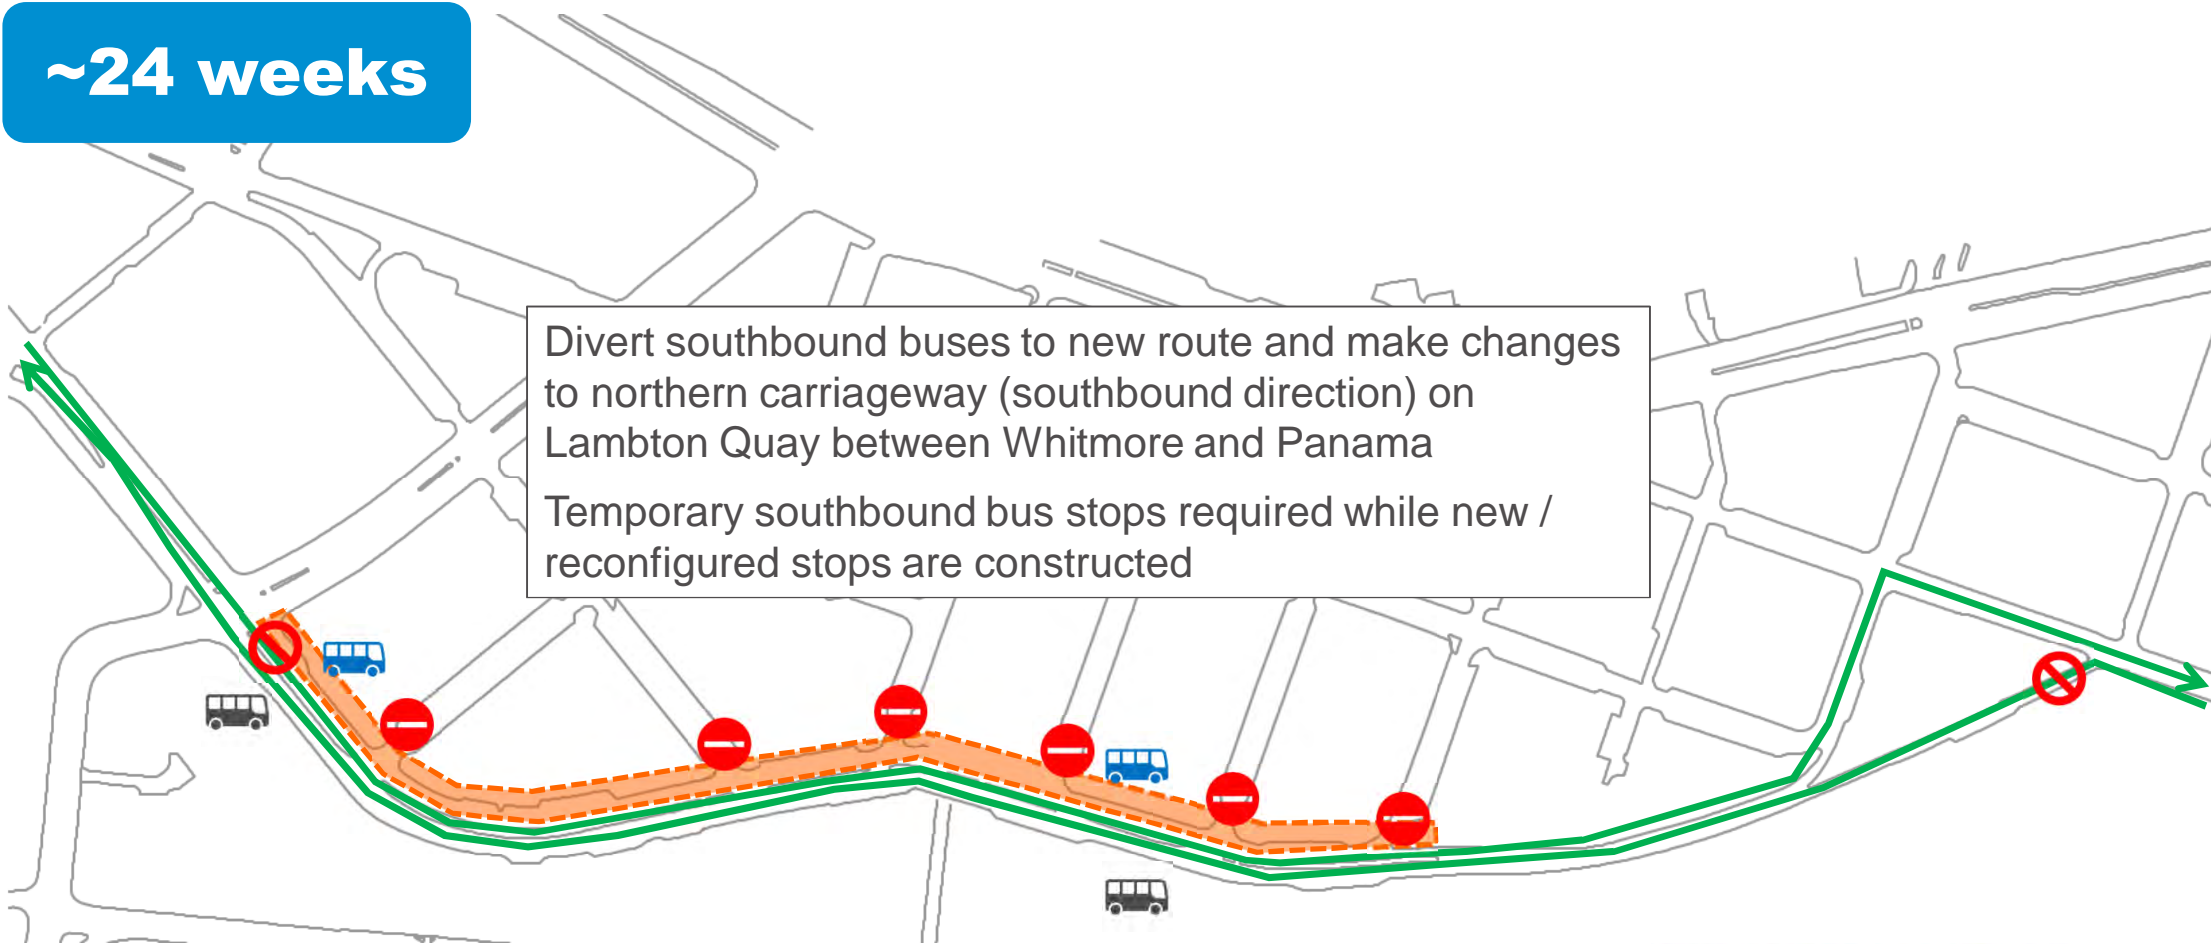 ~24 weeks
Divert southbound buses to new route and make changes
to northern carriageway (southbound direction) on
Lambton Quay between Whitmore and Panama
Temporary southbound bus stops required while new /
reconfigured stops are constructed